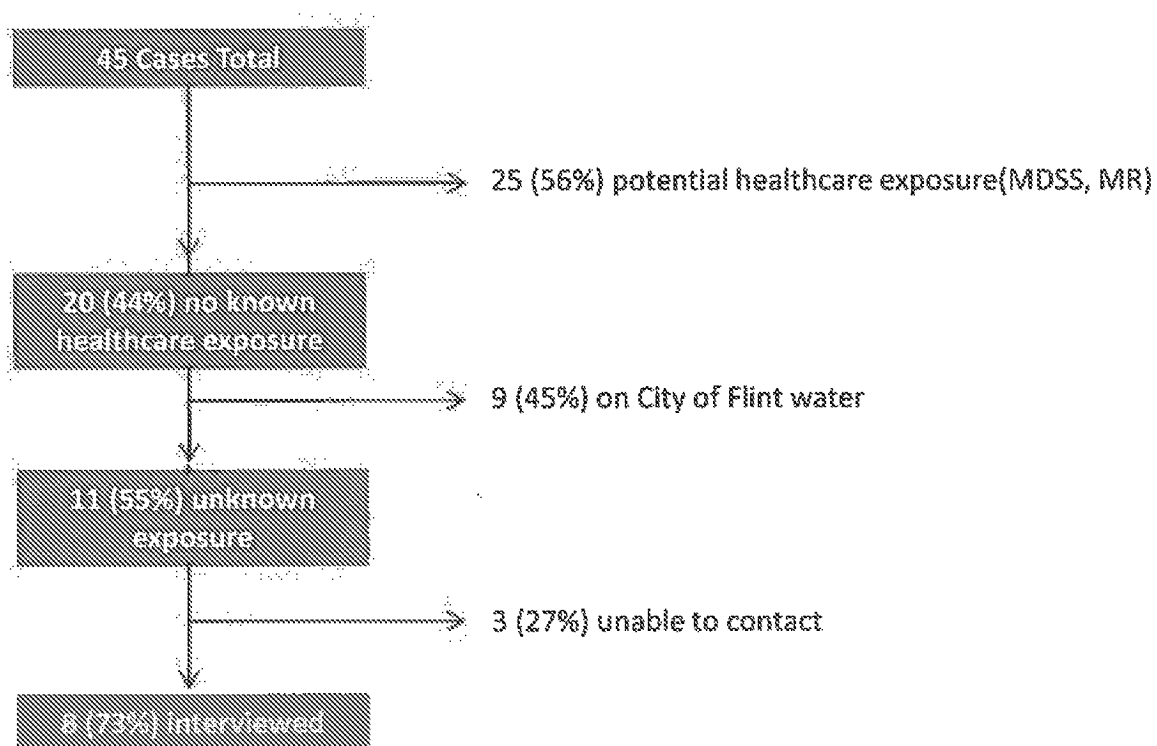 45 Cases Total
25 (56%) potential healthcare exposure(MDSS, MR)
20 (44%) no known
healthcare exposure
9 (45%) on City of Flint water
11 (55%) unknown
exposure
3 (27%) unable to contact
8 (73%) interviewed